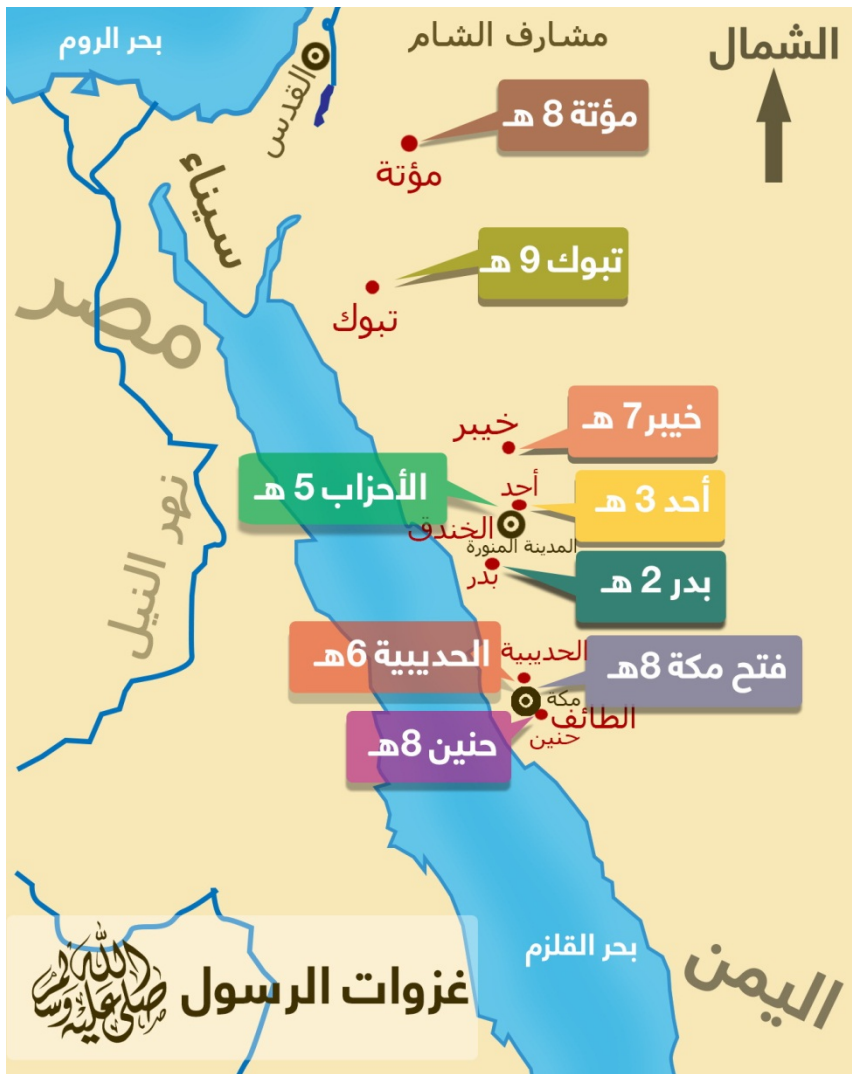 بحر الروم
مشارف الشام
الشمال
القدس
مؤتة 8 هـ
مؤتة
سيناء
تبوك 9 هـ
تبوك
مصر
خيبر 7 هـ
خيبر
الأحزاب 5 هـ
أحد
أحد 3 هـ
الخندق
المدينة المنورة
بدر
بدر 2 هـ
نهر النيل
الحديبية 6هـ
الحديبية
فتح مكة 8هـ
مكة
الطائف
حنين
حنين 8هـ
بحر القلزم
اليمن
غزوات الرسول صلى الله عليه وسلم